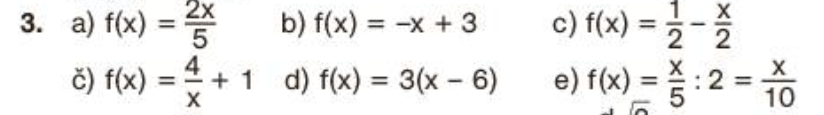 3. a) f(x) = 2x/5 b) f(x) = –x + 3 c) f(x) = 1/2 – x/2
č) f(x) = 4/x + 1 d) f(x) = 3(x – 6) e) f(x) = x/5 : 2 = x/10